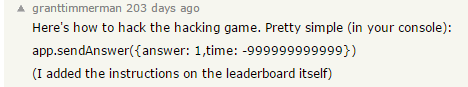 granttimmerman 203 days ago
Here's how to hack the hacking game. Pretty simple (in your console):
app.sendAnswer({answer: 1,time: -999999999999})
(I added the instructions on the leaderboard itself)